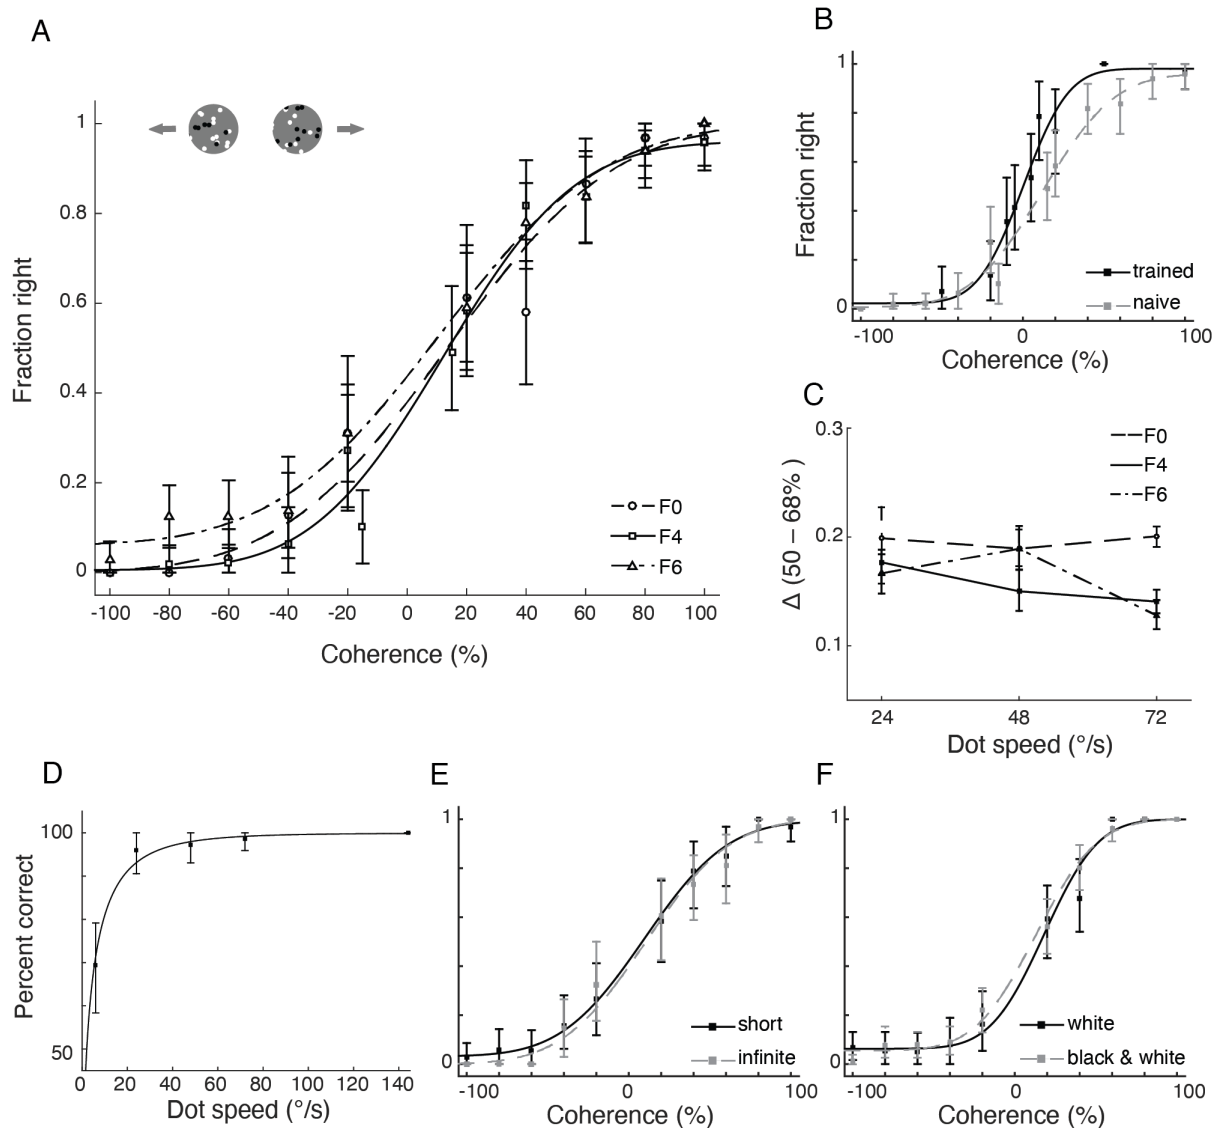 A
1
0.8
0.6
0.4
0.2
0
Fraction right
F0
F4
F6
-100 -80 -60 -40 -20 0 20 40 60 80 100
Coherence (%)
B
1
0
Fraction right
trained
naive
-100 0 100
Coherence (%)
C
0.3
0.2
0.1
Δ (50 – 68% )
F0
F4
F6
24 48 72
Dot speed (°/s)
D
100
50
Percent correct
0 20 40 60 80 100 120 140
Dot speed (°/s)
E
1
0
short
infinite
-100 0 100
Coherence (%)
F
1
0
white
black & white
-100 0 100
Coherence (%)